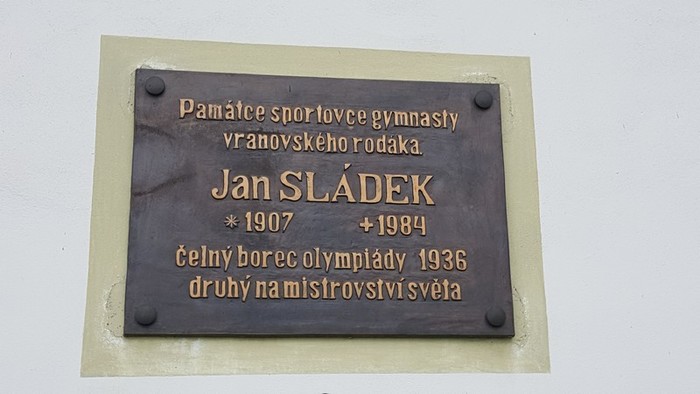 Památce sportovce gymnasty
vranovského rodáka.
Jan SLÁDEK
* 1907 + 1984
čelný borec olympiády 1936
druhý na mistrovství světa